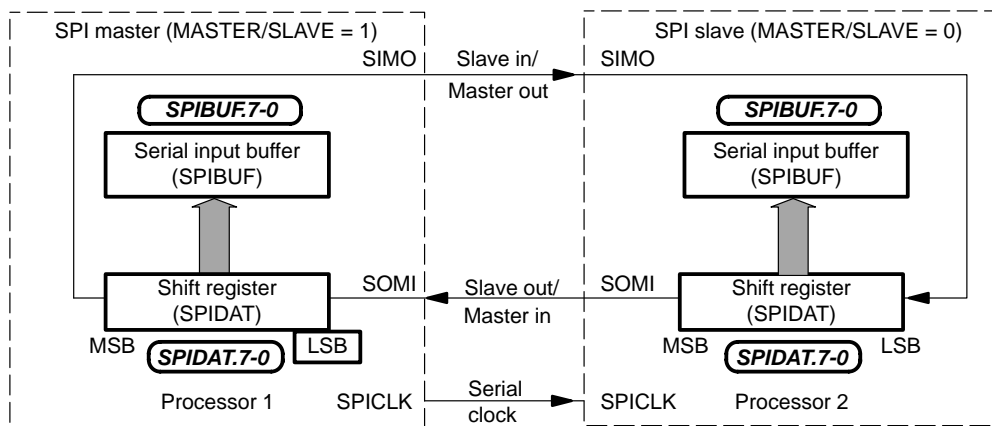 SPI master (MASTER/SLAVE = 1)
SIMO
SPIBUF.7-0
Serial input buffer
(SPIBUF)
Shift register
(SPIDAT)
SOMI
MSB
SPIDAT.7-0
LSB
Processor 1
SPICLK
Slave in/
Master out
Slave out/
Master in
Serial
clock
SPI slave (MASTER/SLAVE = 0)
SIMO
SPIBUF.7-0
Serial input buffer
(SPIBUF)
SOMI
Shift register
(SPIDAT)
MSB
SPIDAT.7-0
LSB
SPICLK
Processor 2